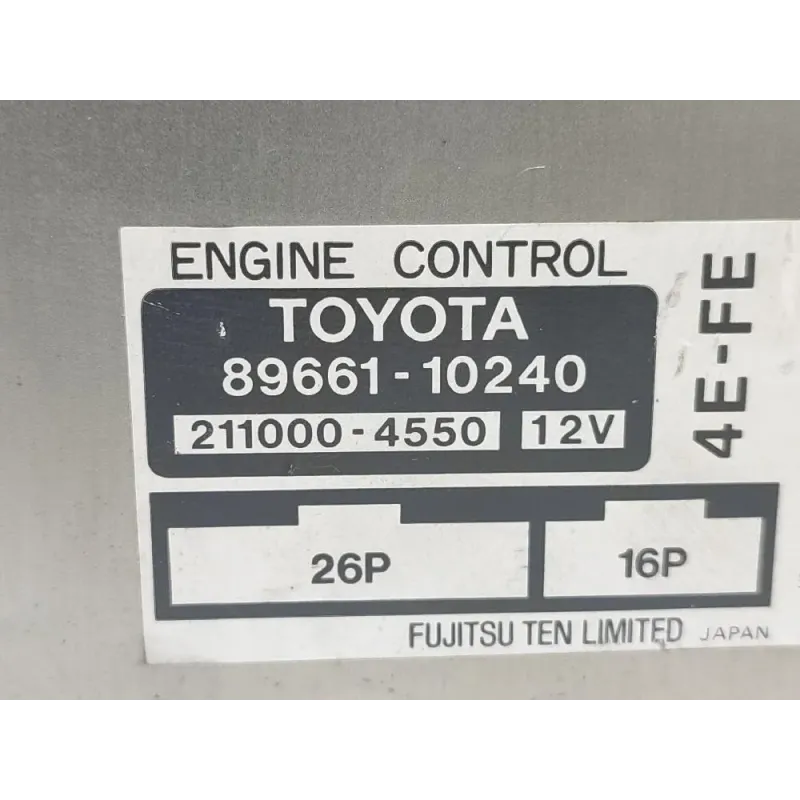 ENGINE CONTROL
TOYOTA
89661-10240
211000-4550 12V
4E-FE
26P 16P
FUJITSU TEN LIMITED JAPAN